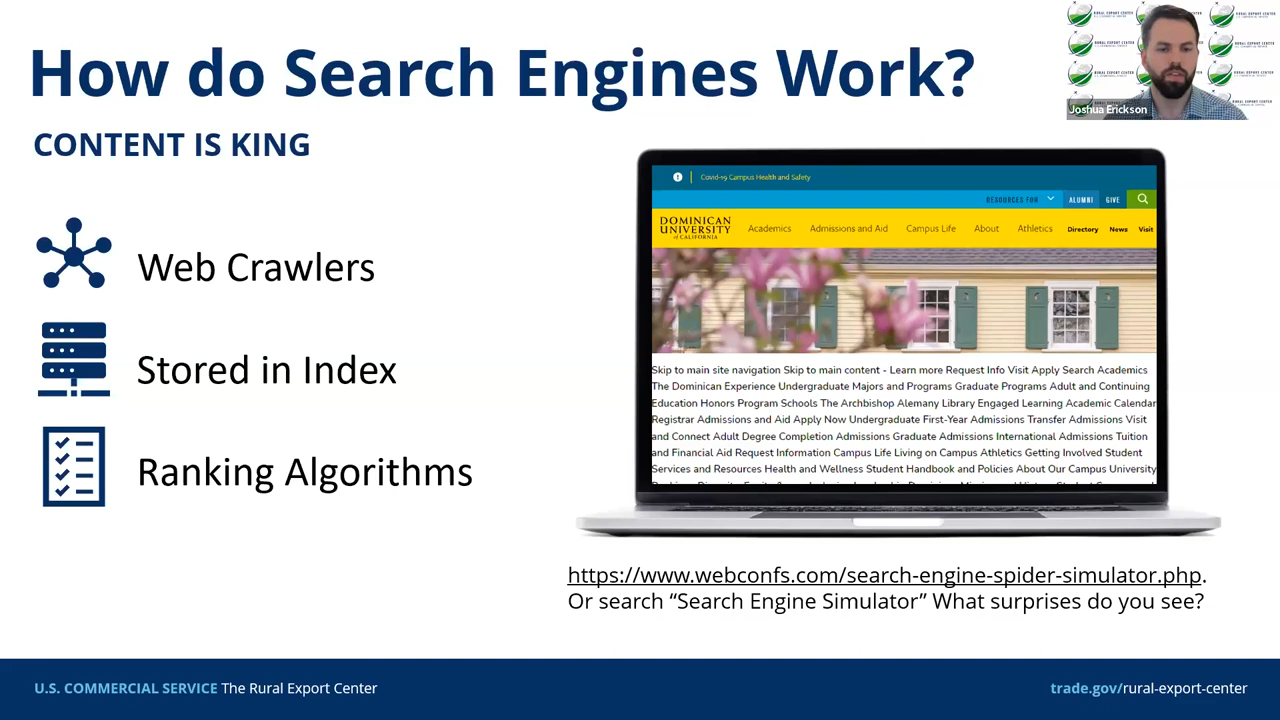 How do Search Engines Work?
CONTENT IS KING
Web Crawlers
Stored in Index
Ranking Algorithms
RURAL EXPORT CENTER
Joshua Erickson
Covid-19 Campus Health and Safety
RESOURCES FOR ALUMNI GIVE
DOMINICAN
UNIVERSITY
of CALIFORNIA
Academics Admissions and Aid Campus Life About Athletics Directory News Visit
Skip to main site navigation Skip to main content - Learn more Request Info Visit Apply Search Academics
The Dominican Experience Undergraduate Majors and Programs Graduate Programs Adult and Continuing
Education Honors Program Schools The Archbishop Alemany Library Engaged Learning Academic Calendar
Registrar Admissions and Aid Apply Now Undergraduate First-Year Admissions Transfer Admissions Visit
and Connect Adult Degree Completion Admissions Graduate Admissions International Admissions Tuition
and Financial Aid Request Information Campus Life Living on Campus Athletics Getting Involved Student
Services and Resources Health and Wellness Student Handbook and Policies About Our Campus University
https://www.webconfs.com/search-engine-spider-simulator.php.
Or search “Search Engine Simulator” What surprises do you see?
U.S. COMMERCIAL SERVICE The Rural Export Center
trade.gov/rural-export-center